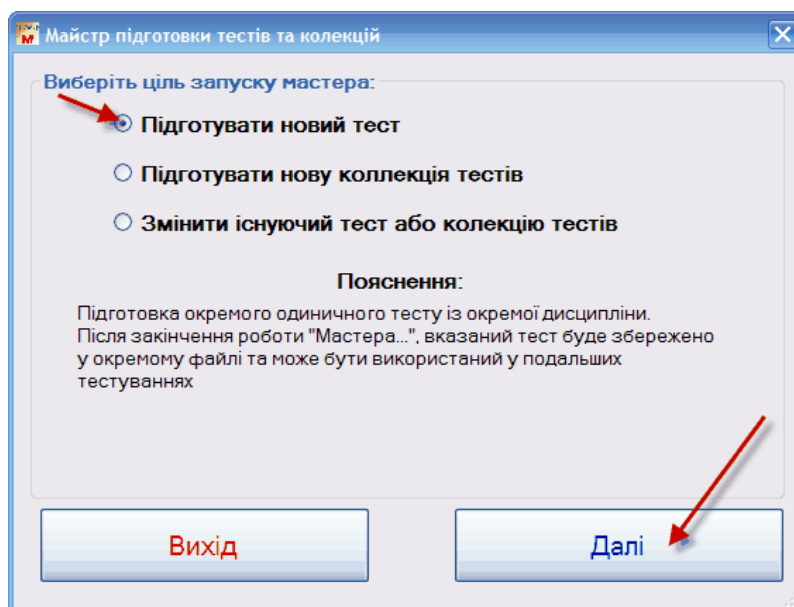 Майстр підготовки тестів та колекцій
Виберіть ціль запуску мастера:
Підготувати новий тест
Підготувати нову коллекція тестів
Змінити існуючий тест або колекцію тестів
Пояснення:
Підготовка окремого одиничного тесту із окремої дисципліни.
Після закінчення роботи "Мастера...", вказаний тест буде збережено
у окремому файлі та може бути використаний у подальших
тестуваннях
Вихід
Далі